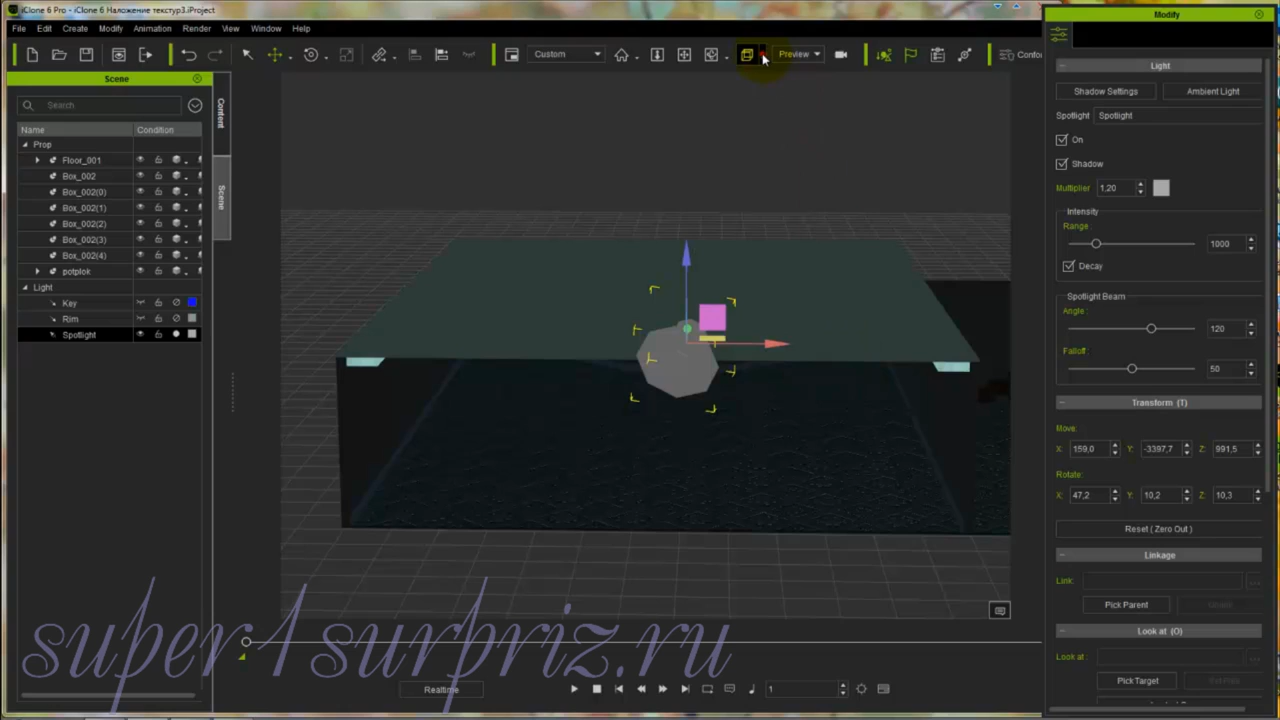 iClone 6 Pro - iClone 6 Наложение текстур3.iProject
File Edit Create Modify Animation Render View Window Help
Custom
Preview
Modify
Scene
Search
Name Condition
Prop
Floor_001
Box_002
Box_002(0)
Box_002(1)
Box_002(2)
Box_002(3)
Box_002(4)
potplok
Light
Key
Rim
Spotlight
Content
Scene
Light
Shadow Settings Ambient Light
Spotlight Spotlight
On
Shadow
Multiplier 1,20
Intensity
Range:
1000
Decay
Spotlight Beam
Angle :
120
Falloff :
50
Transform (T)
Move:
X: 159,0 Y: -3397,7 Z: 991,5
Rotate:
X: 47,2 Y: 10,2 Z: 10,3
Reset ( Zero Out )
Linkage
Link:
Pick Parent
Look at (O)
Look at:
Pick Target
super1surpriz.ru
Realtime
1